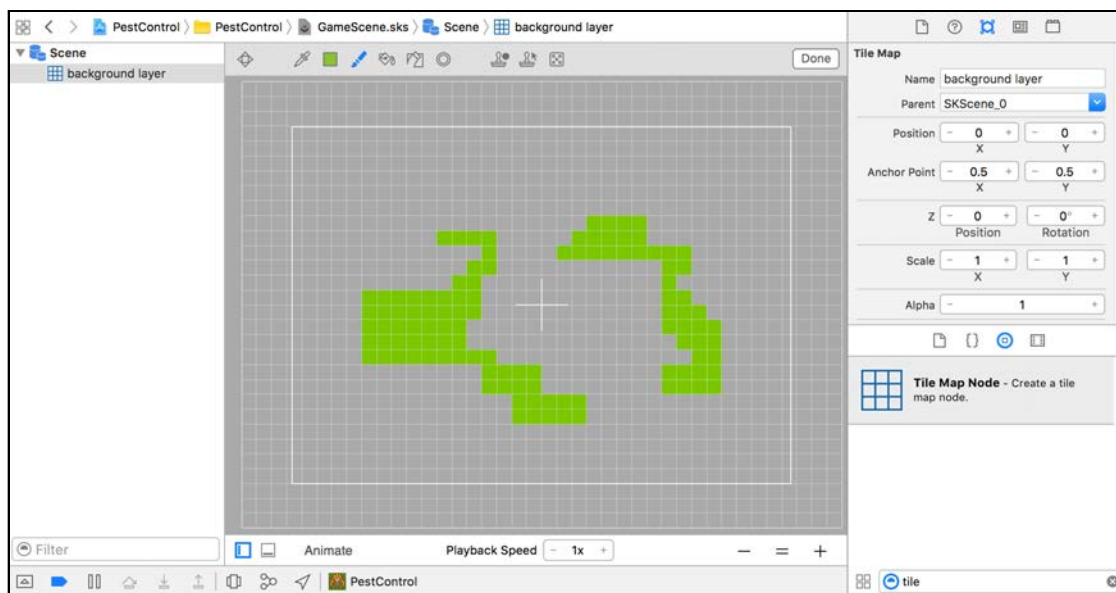 PestControl PestControl GameScene.sks Scene background layer
Scene
background layer
Done
Tile Map
Name background layer
Parent SKScene_0
Position - 0 + - 0 +
X Y
Anchor Point - 0.5 + - 0.5 +
X Y
Z - 0 + - 0° +
Position Rotation
Scale - 1 + - 1 +
X Y
Alpha - 1 +
{}
Tile Map Node - Create a tile
map node.
Filter
Animate Playback Speed - 1x + − = +
PestControl
tile